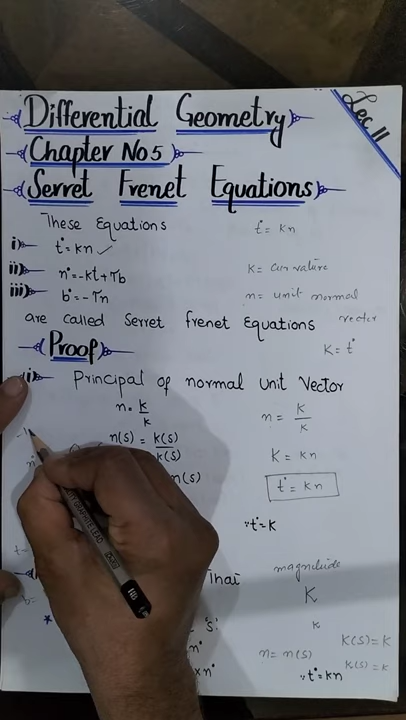 Lec 11
Differential Geometry
Chapter No 5
Serret Frenet Equations
These Equations
t° = kn
i) t° = kn ✓
ii) n° = -kt + τb
k = curvature
iii) b° = -τn
n = unit normal
vector
are called Serret Frenet Equations
K = t°
Proof
i) Principal of normal unit Vector
n = K/k
n = K/k
n(s) = K(s)/k(s)
K = kn
n(s)
t° = kn
∵ t° = K
That
magnitude
K
k
's'
K(s) = K
n°
n = n(s)
k(s) = k
× n°
∵ t° = kn